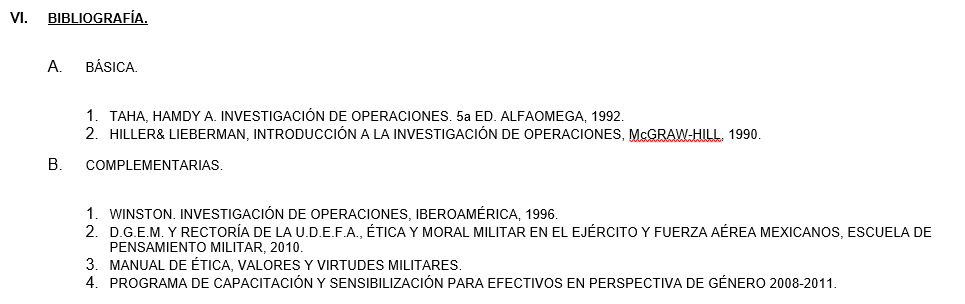 VI. BIBLIOGRAFÍA.
A. BÁSICA.
1. TAHA, HAMDY A. INVESTIGACIÓN DE OPERACIONES. 5a ED. ALFAOMEGA, 1992.
2. HILLER& LIEBERMAN, INTRODUCCIÓN A LA INVESTIGACIÓN DE OPERACIONES, McGRAW-HILL, 1990.
B. COMPLEMENTARIAS.
1. WINSTON. INVESTIGACIÓN DE OPERACIONES, IBEROAMÉRICA, 1996.
2. D.G.E.M. Y RECTORÍA DE LA U.D.E.F.A., ÉTICA Y MORAL MILITAR EN EL EJÉRCITO Y FUERZA AÉREA MEXICANOS, ESCUELA DE
PENSAMIENTO MILITAR, 2010.
3. MANUAL DE ÉTICA, VALORES Y VIRTUDES MILITARES.
4. PROGRAMA DE CAPACITACIÓN Y SENSIBILIZACIÓN PARA EFECTIVOS EN PERSPECTIVA DE GÉNERO 2008-2011.